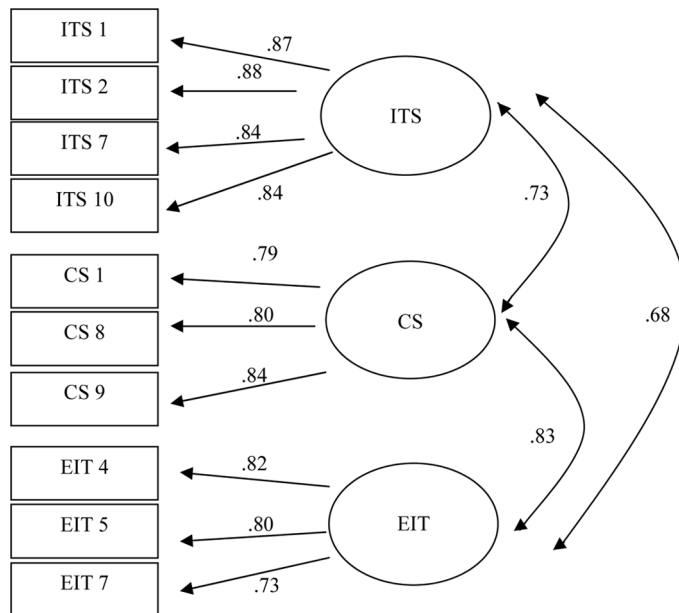 ITS 1
.87
ITS 2
.88
ITS
ITS 7
.84
ITS 10
.84
.73
CS 1
.79
CS 8
.80
CS
.68
CS 9
.84
.83
EIT 4
.82
EIT 5
.80
EIT
EIT 7
.73